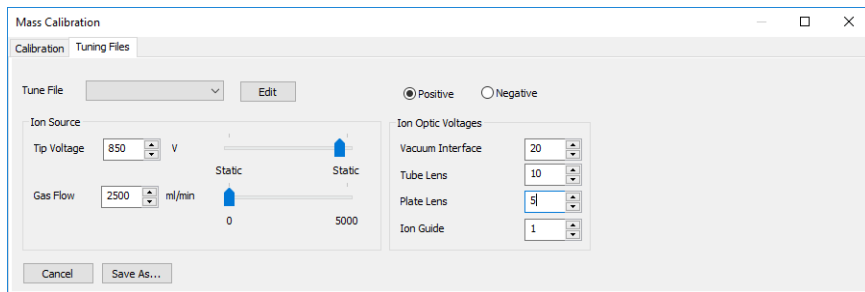 Mass Calibration
Calibration Tuning Files
Tune File Edit Positive Negative
Ion Source
Tip Voltage 850 V
Static Static
Gas Flow 2500 ml/min
0 5000
Ion Optic Voltages
Vacuum Interface 20
Tube Lens 10
Plate Lens 5
Ion Guide 1
Cancel Save As...